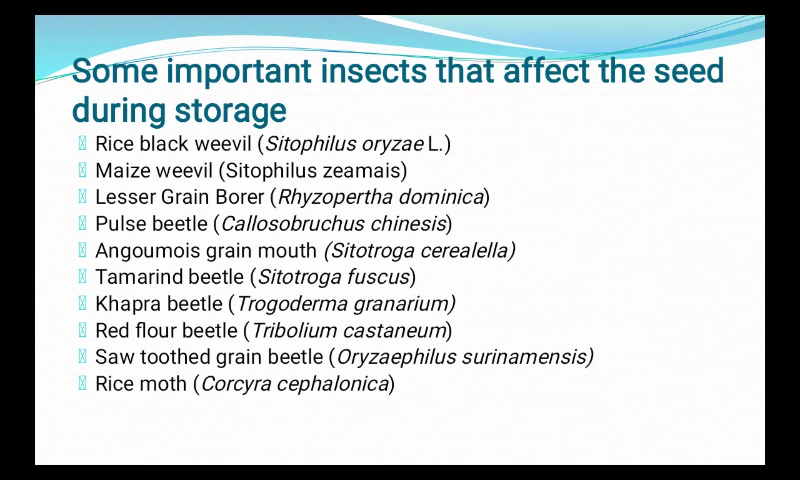 Some important insects that affect the seed
during storage
Rice black weevil (Sitophilus oryzae L.)
Maize weevil (Sitophilus zeamais)
Lesser Grain Borer (Rhyzopertha dominica)
Pulse beetle (Callosobruchus chinesis)
Angoumois grain mouth (Sitotroga cerealella)
Tamarind beetle (Sitotroga fuscus)
Khapra beetle (Trogoderma granarium)
Red flour beetle (Tribolium castaneum)
Saw toothed grain beetle (Oryzaephilus surinamensis)
Rice moth (Corcyra cephalonica)